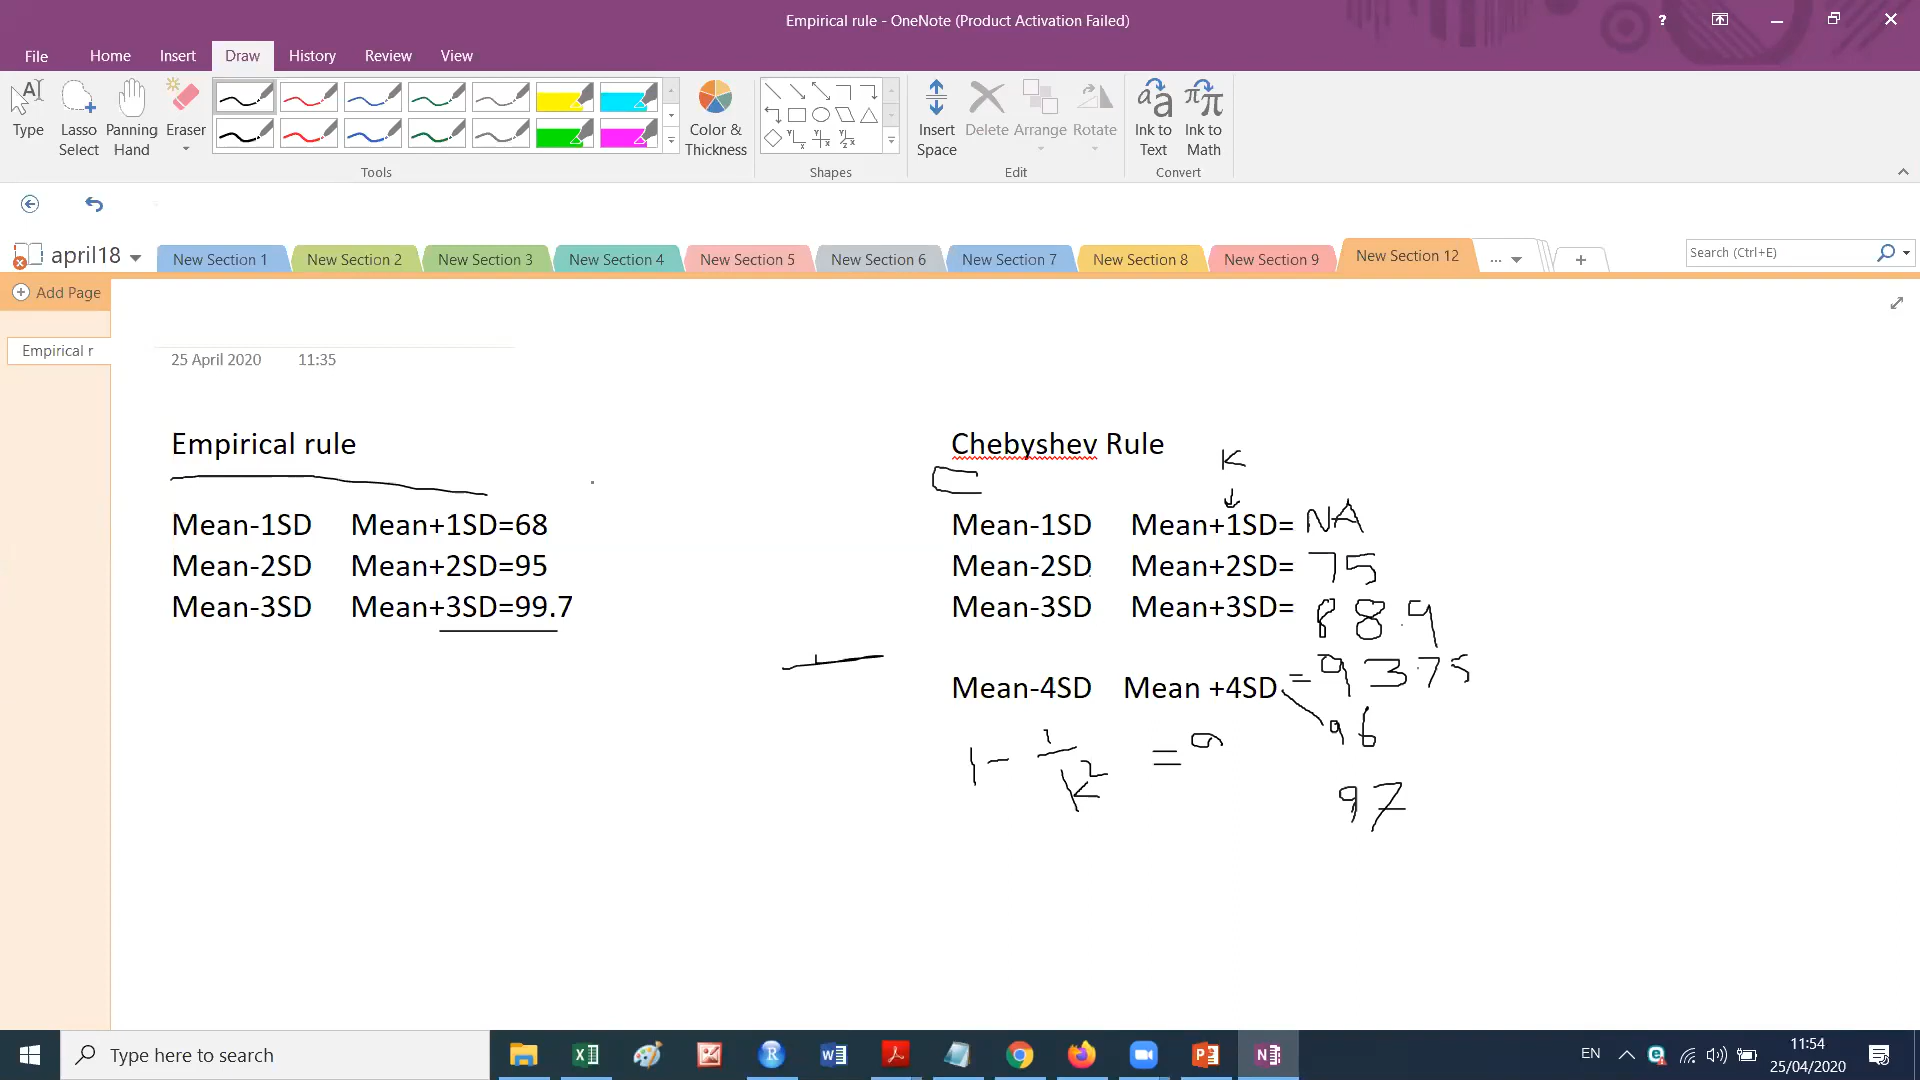 Empirical rule - OneNote (Product Activation Failed)
File Home Insert Draw History Review View
Type Lasso Select Panning Hand Eraser Color & Thickness Insert Space Delete Arrange Rotate Ink to Text Ink to Math
Tools Shapes Edit Convert
april18 New Section 1 New Section 2 New Section 3 New Section 4 New Section 5 New Section 6 New Section 7 New Section 8 New Section 9 New Section 12 ... Search (Ctrl+E)
Add Page
Empirical r
25 April 2020 11:35
Empirical rule
Mean-1SD Mean+1SD=68
Mean-2SD Mean+2SD=95
Mean-3SD Mean+3SD=99.7
Chebyshev Rule
K
Mean-1SD Mean+1SD= NA
Mean-2SD Mean+2SD= 75
Mean-3SD Mean+3SD= 88.9
Mean-4SD Mean +4SD = 93.75
96
1 - 1/K² =
97
Type here to search
EN 11:54
25/04/2020